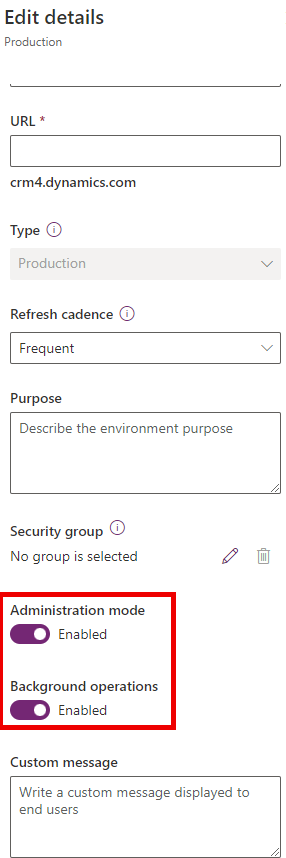 Edit details
Production
URL *
crm4.dynamics.com
Type
Production
Refresh cadence
Frequent
Purpose
Describe the environment purpose
Security group
No group is selected
Administration mode
Enabled
Background operations
Enabled
Custom message
Write a custom message displayed to
end users